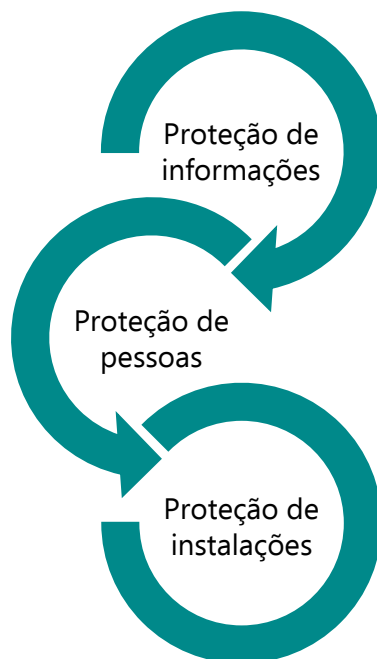 Proteção de
informações
Proteção de
pessoas
Proteção de
instalações